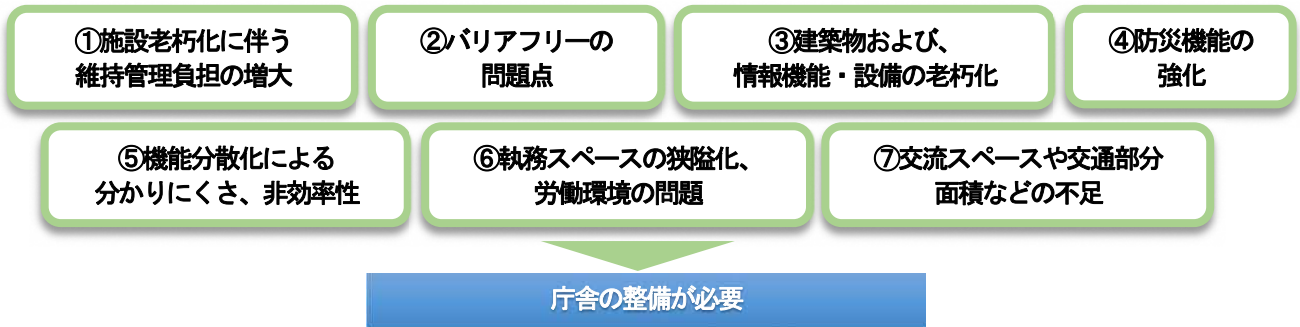 ①施設老朽化に伴う
維持管理負担の増大
②バリアフリーの
問題点
③建築物および、
情報機能・設備の老朽化
④防災機能の
強化
⑤機能分散化による
分かりにくさ、非効率性
⑥執務スペースの狭隘化、
労働環境の問題
⑦交流スペースや交通部分
面積などの不足
庁舎の整備が必要